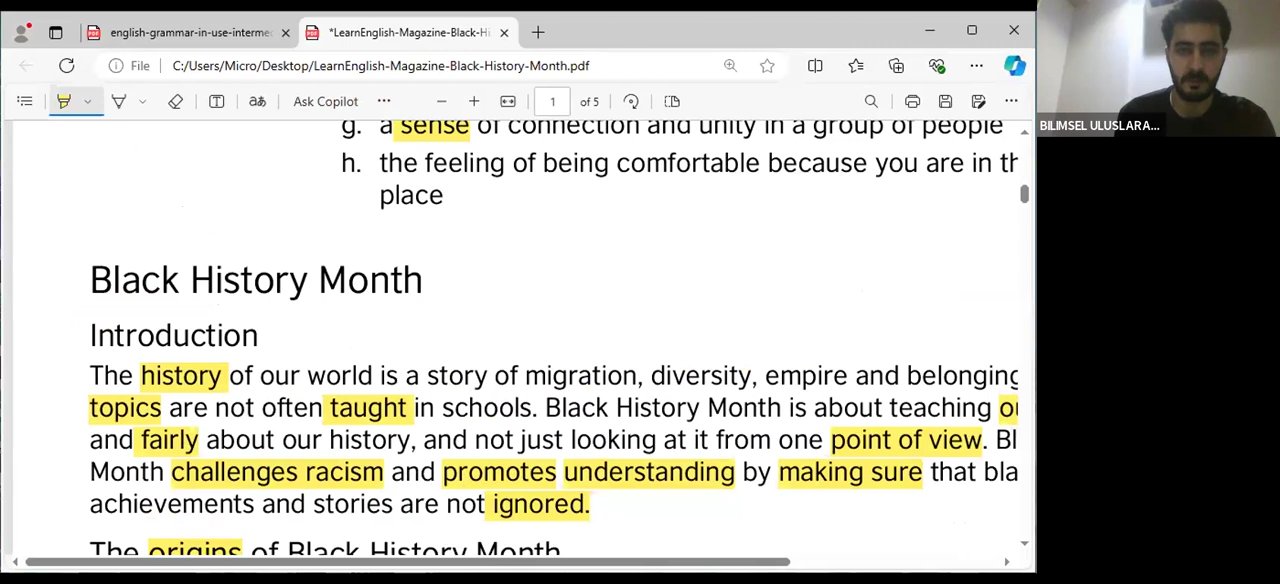 english-grammar-in-use-interme
*LearnEnglish-Magazine-Black-Hi
File C:/Users/Micro/Desktop/LearnEnglish-Magazine-Black-History-Month.pdf
Ask Copilot 1 of 5
BILIMSEL ULUSLARA...
g. a sense of connection and unity in a group of people
h. the feeling of being comfortable because you are in th
place
Black History Month
Introduction
The history of our world is a story of migration, diversity, empire and belonging
topics are not often taught in schools. Black History Month is about teaching ou
and fairly about our history, and not just looking at it from one point of view. Bl
Month challenges racism and promotes understanding by making sure that bla
achievements and stories are not ignored.
The origins of Black History Month